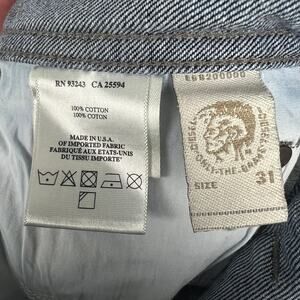 RN 93243 CA 25594
100% COTTON
100% COTTON
MADE IN U.S.A.
OF IMPORTED FABRIC
FABRIQUÉ AUX ETATS-UNIS
DU TISSU IMPORTÉ
DIESEL
ONLY-THE-BRAVE
SIZE 31